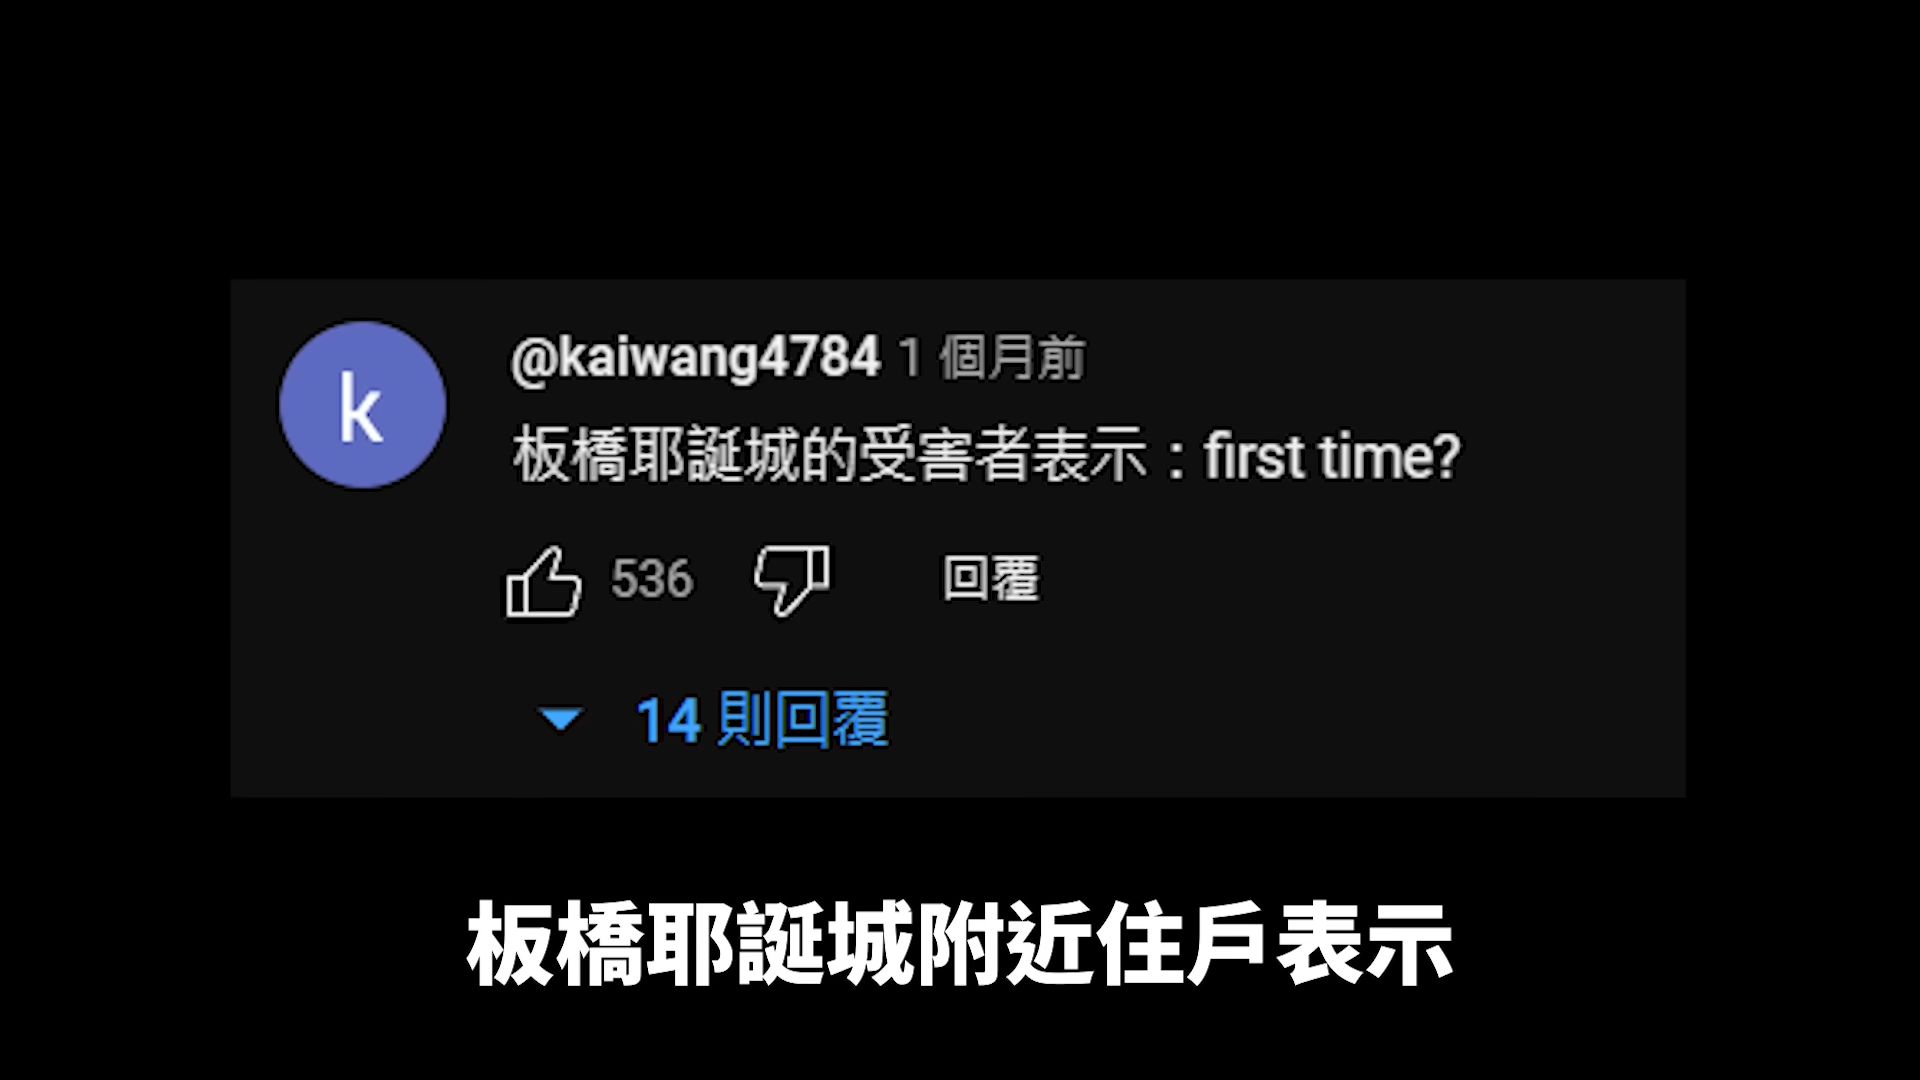 k
@kaiwang4784 1 個月前
板橋耶誕城的受害者表示：first time?
536 回覆
14 則回覆
板橋耶誕城附近住戶表示